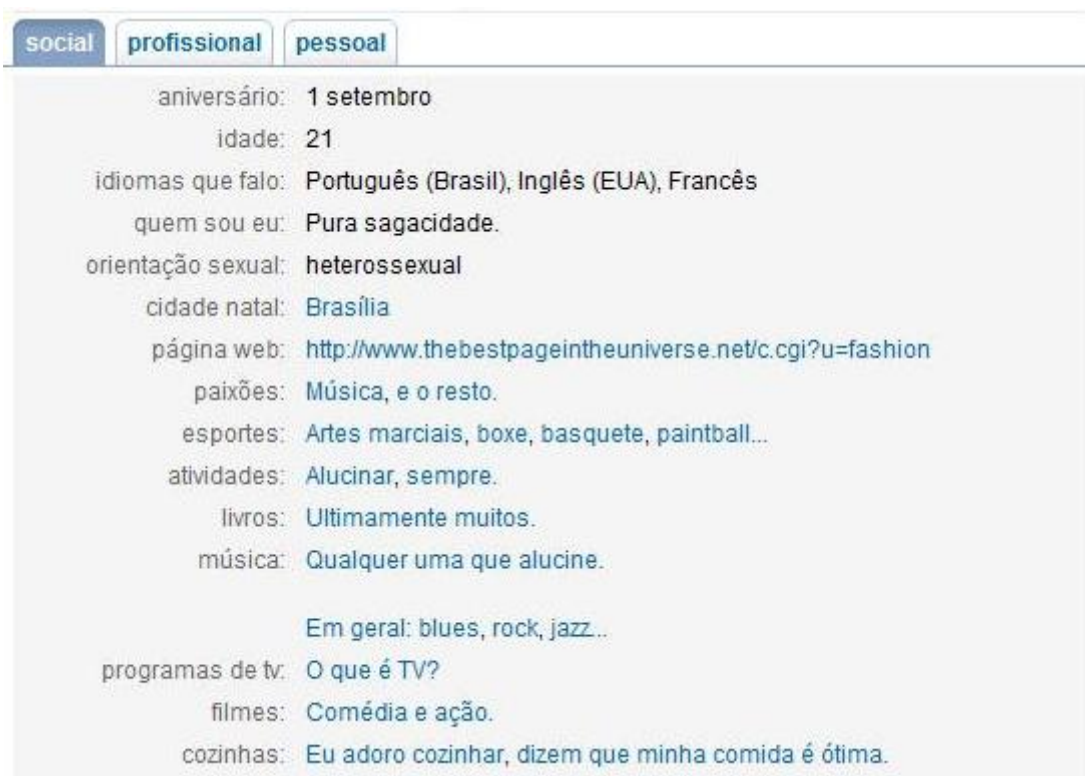 social profissional pessoal
aniversário: 1 setembro
idade: 21
idiomas que falo: Português (Brasil), Inglês (EUA), Francês
quem sou eu: Pura sagacidade.
orientação sexual: heterossexual
cidade natal: Brasília
página web: http://www.thebestpageintheuniverse.net/c.cgi?u=fashion
paixões: Música, e o resto.
esportes: Artes marciais, boxe, basquete, paintball...
atividades: Alucinar, sempre.
livros: Ultimamente muitos.
música: Qualquer uma que alucine.
Em geral: blues, rock, jazz...
programas de tv: O que é TV?
filmes: Comédia e ação.
cozinhas: Eu adoro cozinhar, dizem que minha comida é ótima.